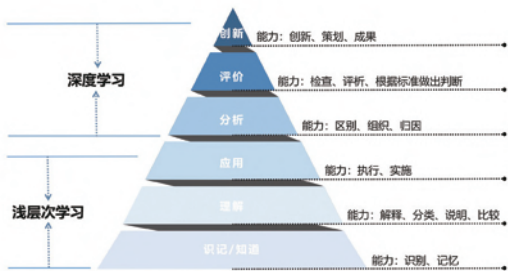 创新
能力：创新、策划、成果
评价
能力：检查、评析、根据标准做出判断
深度学习
分析
能力：区别、组织、归因
应用
能力：执行、实施
理解
能力：解释、分类、说明、比较
浅层次学习
识记/知道
能力：识别、记忆